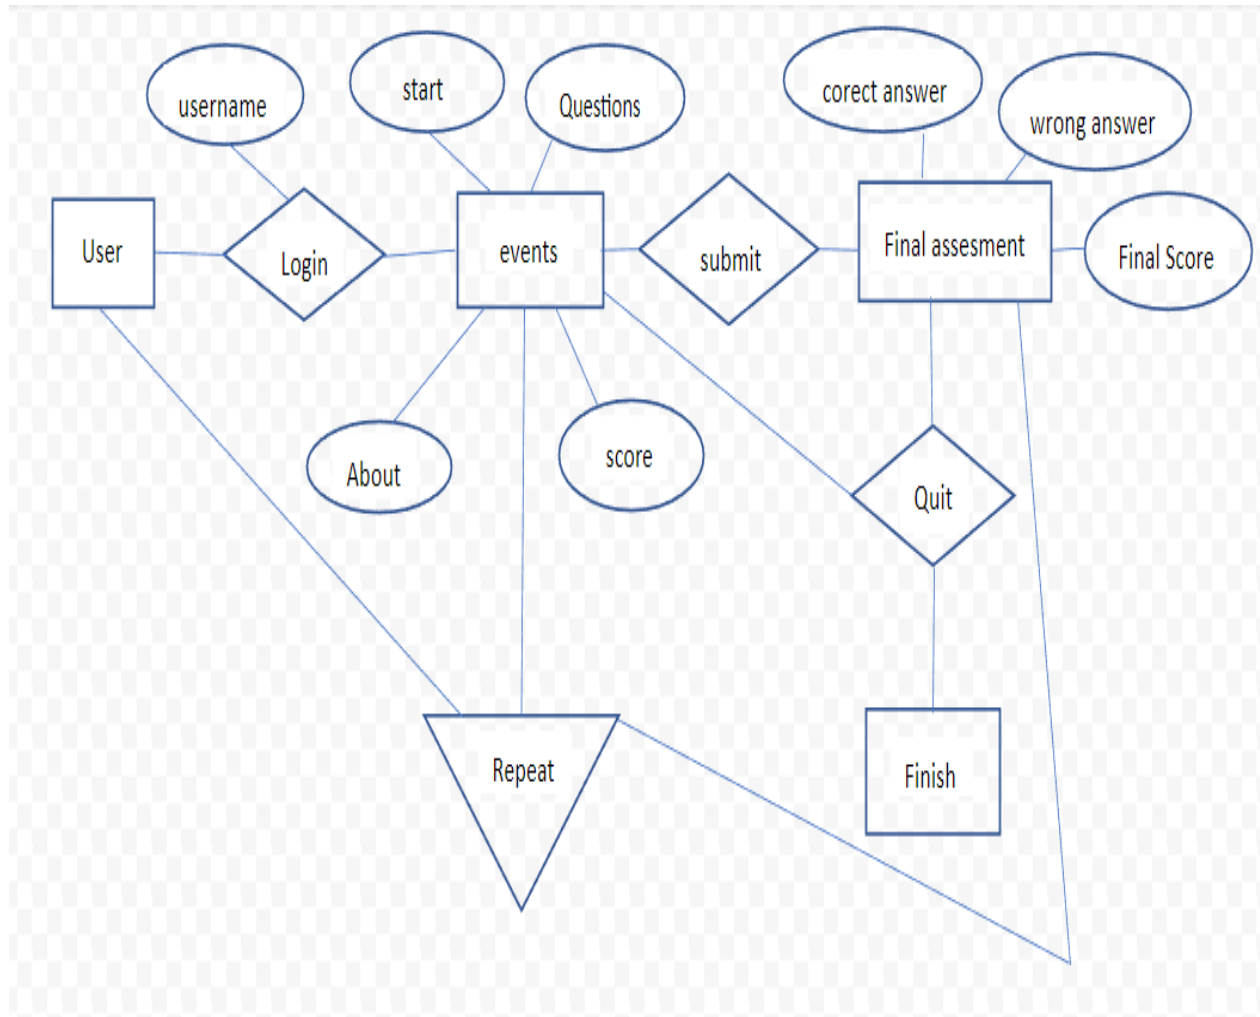 username
start
Questions
corect answer
wrong answer
User
Login
events
submit
Final assesment
Final Score
About
score
Quit
Repeat
Finish